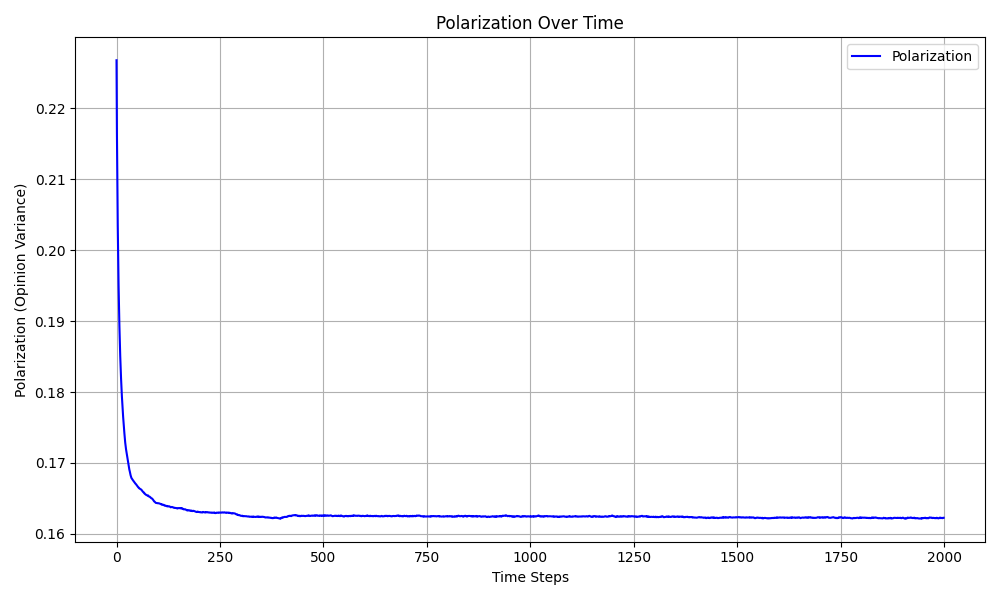 Polarization Over Time
Polarization
Polarization (Opinion Variance)
0.22
0.21
0.20
0.19
0.18
0.17
0.16
0 250 500 750 1000 1250 1500 1750 2000
Time Steps